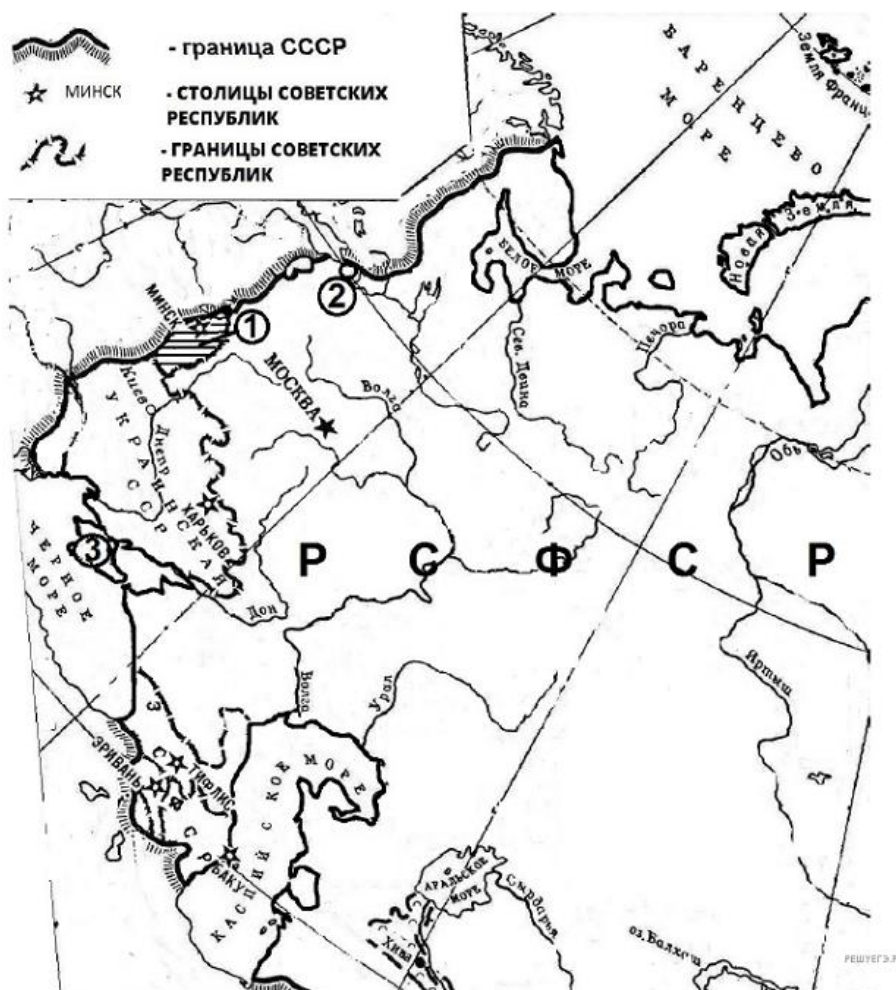 - граница СССР
МИНСК
- СТОЛИЦЫ СОВЕТСКИХ
РЕСПУБЛИК
- ГРАНИЦЫ СОВЕТСКИХ
РЕСПУБЛИК
БАРЕНЦЕВО
МОРЕ
Земля Франц
Новая
Земля
БЕЛОЕ МОРЕ
МИНСК
1
2
Печора
Сев. Двина
МОСКВА
Волга
Киев
Днепр
УКРАИНСКАЯ
ССР
ХАРЬКОВ
Обь
ЧЕРНОЕ
МОРЕ
3
Р С Ф С Р
Дон
Волга
Урал
Иртыш
З С Ф С Р
ТИФЛИС
ЭРИВАНЬ
БАКУ
КАСПИЙСКОЕ МОРЕ
АРАЛЬСКОЕ
МОРЕ
Сырдарья
Хива
оз. Балхаш
РЕШУЕГЭ.Р